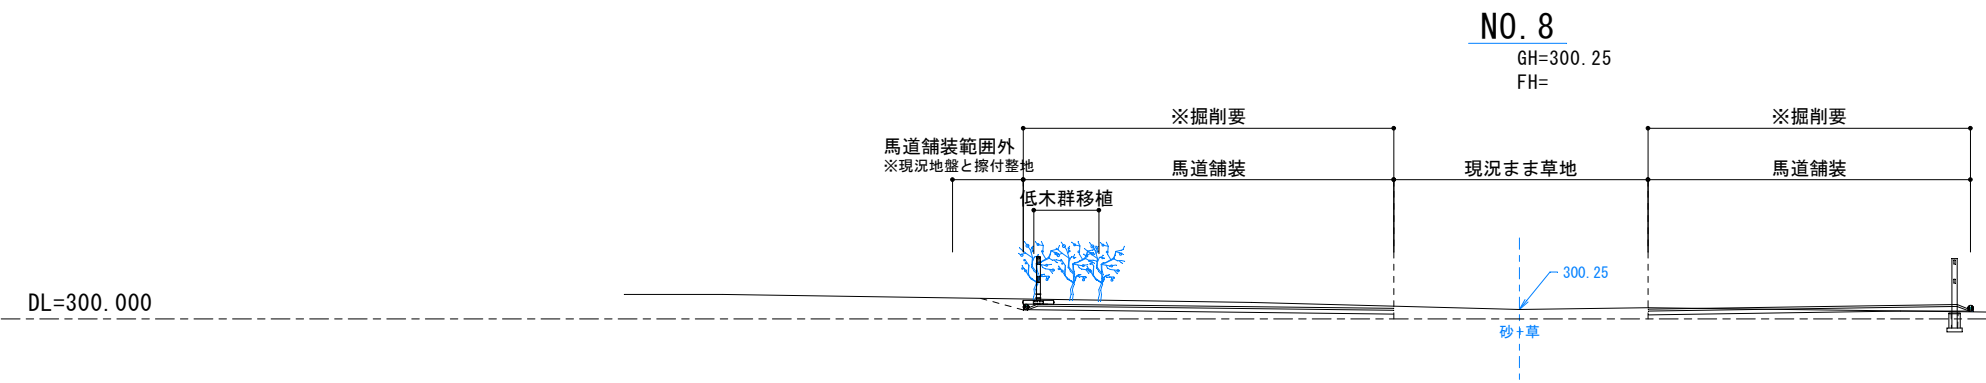 NO.8
GH=300.25
FH=
※掘削要
※掘削要
馬道舗装範囲外
※現況地盤と擦付整地
馬道舗装
現況まま草地
馬道舗装
低木群移植
300.25
DL=300.000
砂+草